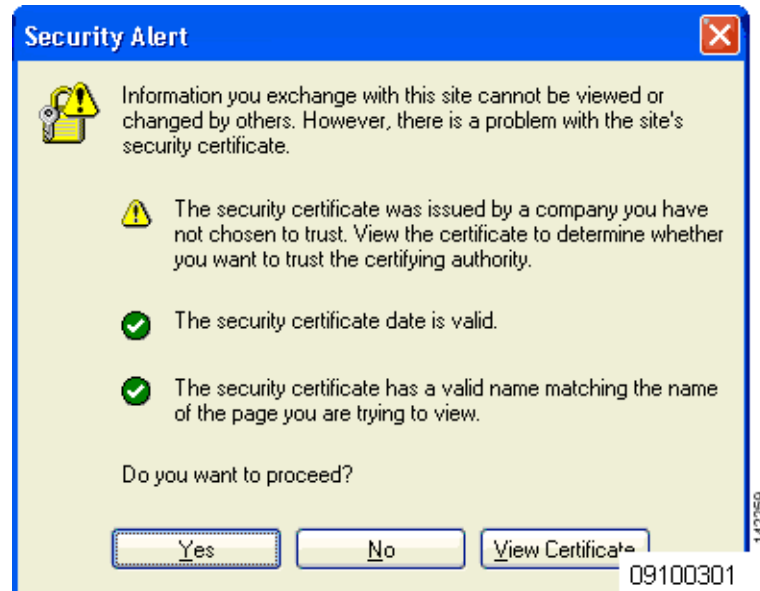 Security Alert
Information you exchange with this site cannot be viewed or
changed by others. However, there is a problem with the site's
security certificate.
The security certificate was issued by a company you have
not chosen to trust. View the certificate to determine whether
you want to trust the certifying authority.
The security certificate date is valid.
The security certificate has a valid name matching the name
of the page you are trying to view.
Do you want to proceed?
Yes No View Certificate
09100301